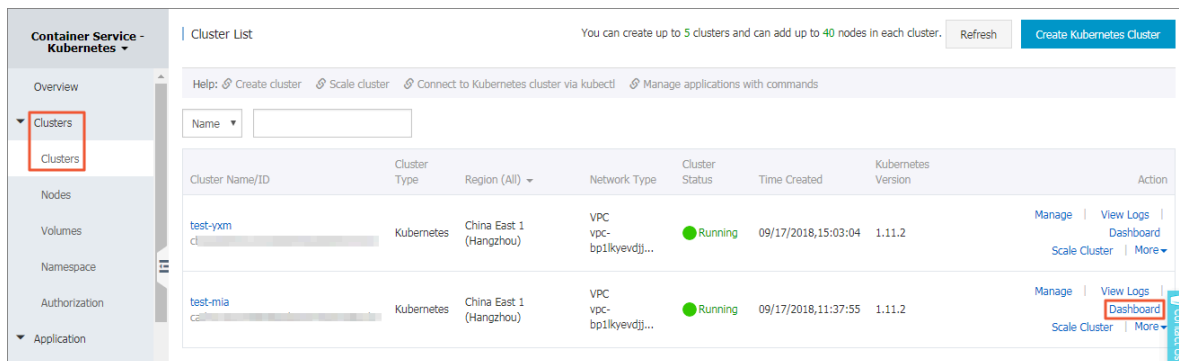 Container Service -
Kubernetes
Overview
Clusters
Clusters
Nodes
Volumes
Namespace
Authorization
Application
Cluster List
You can create up to 5 clusters and can add up to 40 nodes in each cluster.
Refresh
Create Kubernetes Cluster
Help: Create cluster Scale cluster Connect to Kubernetes cluster via kubectl Manage applications with commands
Name
Cluster Name/ID
Cluster
Type
Region (All)
Network Type
Cluster
Status
Time Created
Kubernetes
Version
Action
test-yxm
Kubernetes
China East 1
(Hangzhou)
VPC
vpc-
bp1lkyevdjj...
Running
09/17/2018,15:03:04
1.11.2
Manage | View Logs |
Dashboard
Scale Cluster | More
test-mia
Kubernetes
China East 1
(Hangzhou)
VPC
vpc-
bp1lkyevdjj...
Running
09/17/2018,11:37:55
1.11.2
Manage | View Logs |
Dashboard
Scale Cluster | More